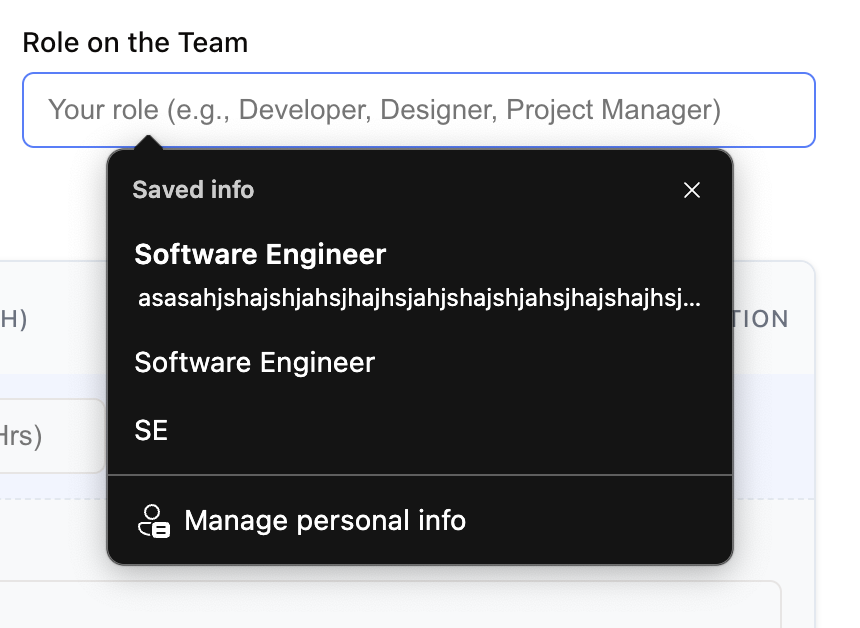 Role on the Team
Your role (e.g., Developer, Designer, Project Manager)
Saved info
Software Engineer
asasahjshajshjahsjhajhsjahjshajshjahsjhajshajhsj...
H)
TION
Software Engineer
Hrs)
SE
Manage personal info